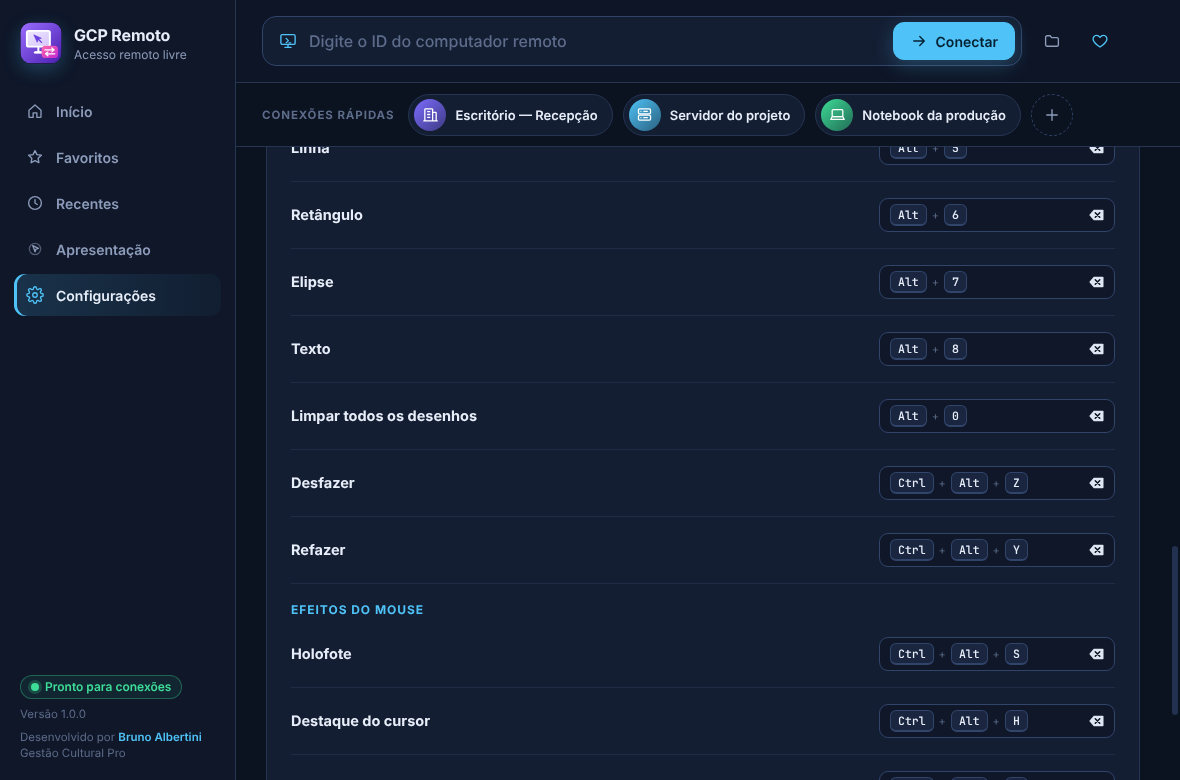 GCP Remoto
Acesso remoto livre
Início
Favoritos
Recentes
Apresentação
Configurações
Pronto para conexões
Versão 1.0.0
Desenvolvido por Bruno Albertini
Gestão Cultural Pro
Digite o ID do computador remoto
Conectar
CONEXÕES RÁPIDAS
Escritório — Recepção
Servidor do projeto
Notebook da produção
+
Linha Alt + 5
Retângulo Alt + 6
Elipse Alt + 7
Texto Alt + 8
Limpar todos os desenhos Alt + 0
Desfazer Ctrl + Alt + Z
Refazer Ctrl + Alt + Y
EFEITOS DO MOUSE
Holofote Ctrl + Alt + S
Destaque do cursor Ctrl + Alt + H